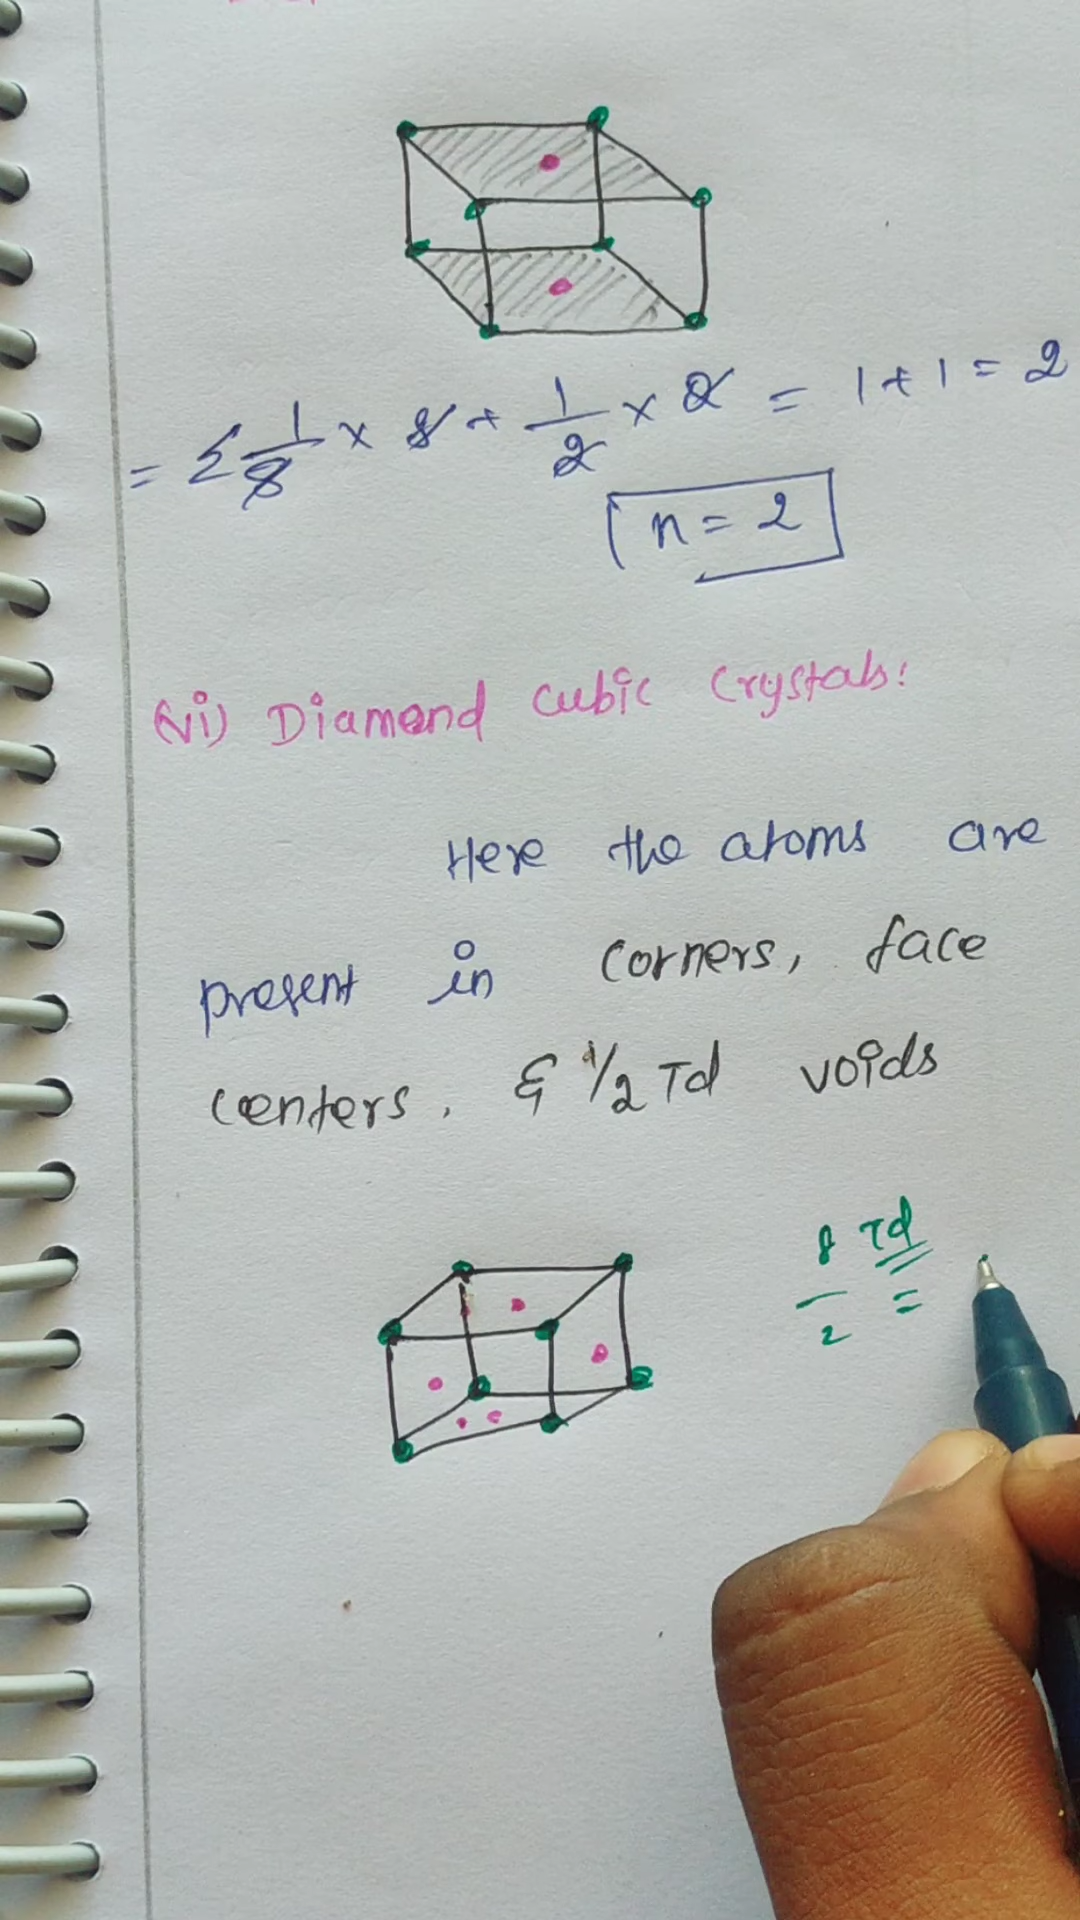 = Σ 1/8 × 8 + 1/2 × 2 = 1 + 1 = 2
n = 2
(vi) Diamond cubic crystals:
Here the atoms are
present in corners, face
centers. & 1/2 Td voids
8 Td
/2 =